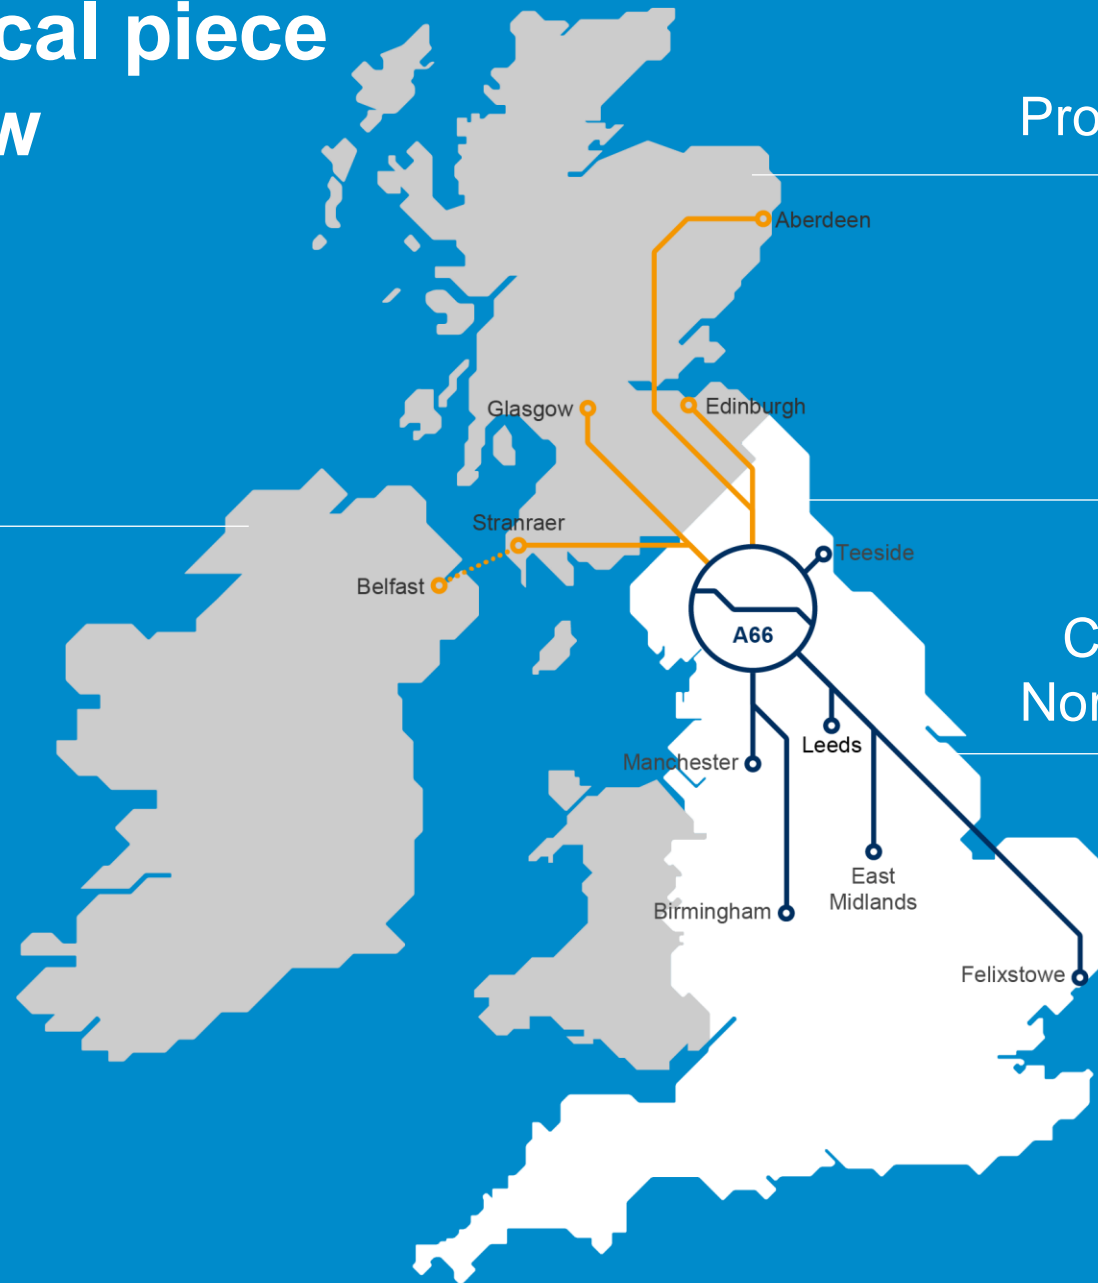 cal piece
w
Pro
Aberdeen
Glasgow
Edinburgh
Stranraer
Teeside
Belfast
A66
C
Nor
Leeds
Manchester
East
Midlands
Birmingham
Felixstowe